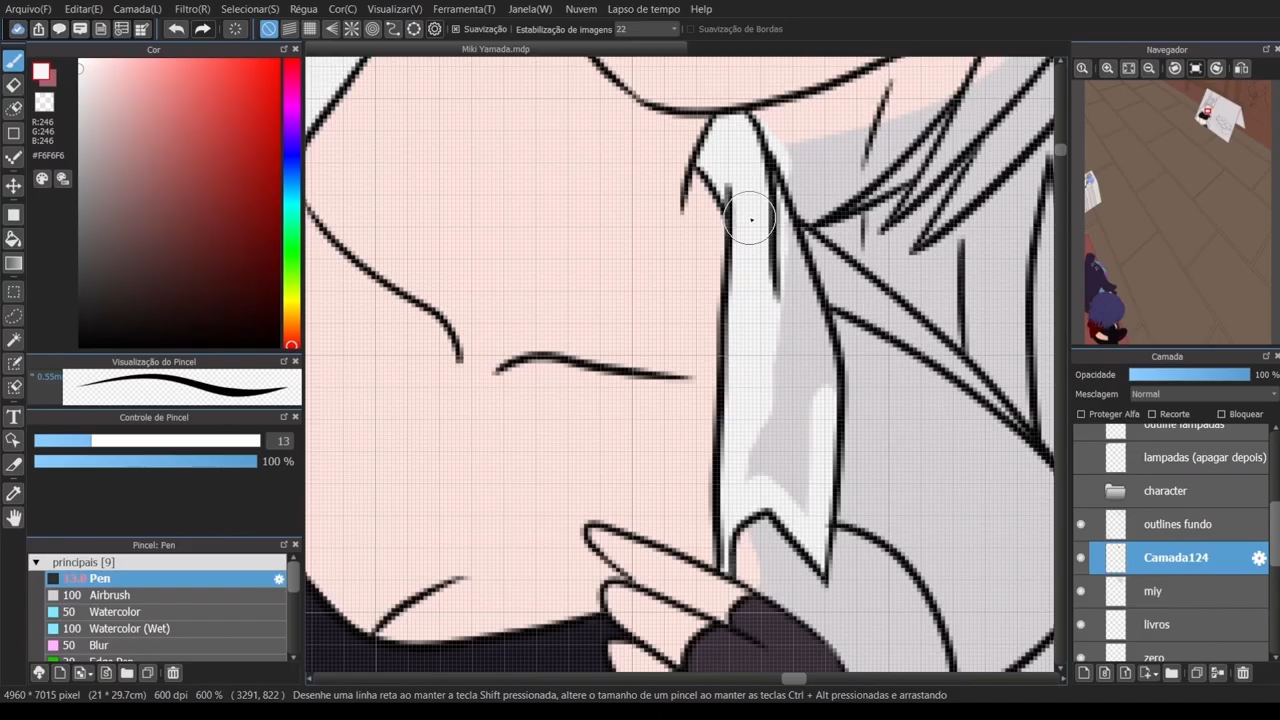 Arquivo(F) Editar(E) Camada(L) Filtro(R) Selecionar(S) Régua Cor(C) Visualizar(V) Ferramenta(T) Janela(W) Nuvem Lapso de tempo Help
Suavização Estabilização de imagens 22 Suavização de Bordas
Cor
Miki Yamada.mdp
Navegador
R:246
G:246
B:246
#F6F6F6
Visualização do Pincel
0.55m
Controle de Pincel
13
100 %
Pincel: Pen
principais [9]
13.0 Pen
100 Airbrush
50 Watercolor
100 Watercolor (Wet)
50 Blur
Camada
Opacidade 100 %
Mesclagem Normal
Proteger Alfa Recorte Bloquear
outline lampadas
lampadas (apagar depois)
character
outlines fundo
Camada124
miy
livros
zero
4960 * 7015 pixel (21 * 29.7cm) 600 dpi 600 % ( 3291, 822 ) Desenhe uma linha reta ao manter a tecla Shift pressionada, altere o tamanho de um pincel ao manter as teclas Ctrl + Alt pressionadas e arrastando